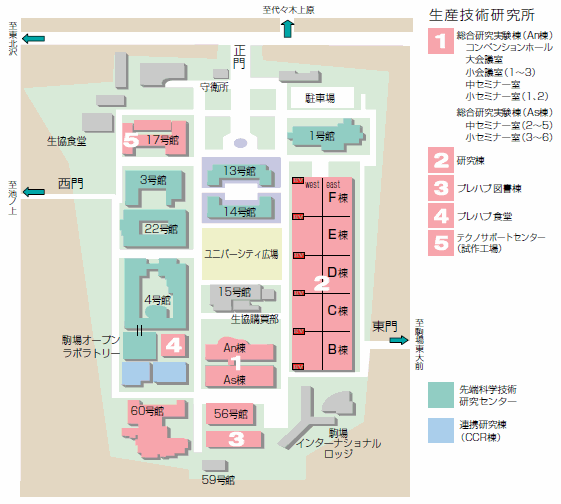 至代々木上原
至東北沢
正門
守衛所
駐車場
生協食堂
5
17号館
1号館
至池ノ上
西門
3号館
13号館
14号館
22号館
west
east
F棟
E棟
D棟
2
C棟
B棟
ユニバーシティ広場
15号館
生協購買部
4号館
駒場オープン
ラボラトリー
4
An棟
1
As棟
東門
至駒場東大前
60号館
56号館
3
59号館
駒場
インターナショナル
ロッジ
生産技術研究所
1
総合研究実験棟(An棟)
コンベンションホール
大会議室
小会議室(1~3)
中セミナー室
小セミナー室(1,2)
総合研究実験棟(As棟)
中セミナー室(2~5)
小セミナー室(3~6)
2 研究棟
3 プレハブ図書棟
4 プレハブ食堂
5 テクノサポートセンター
(試作工場)
先端科学技術
研究センター
連携研究棟
(CCR棟)